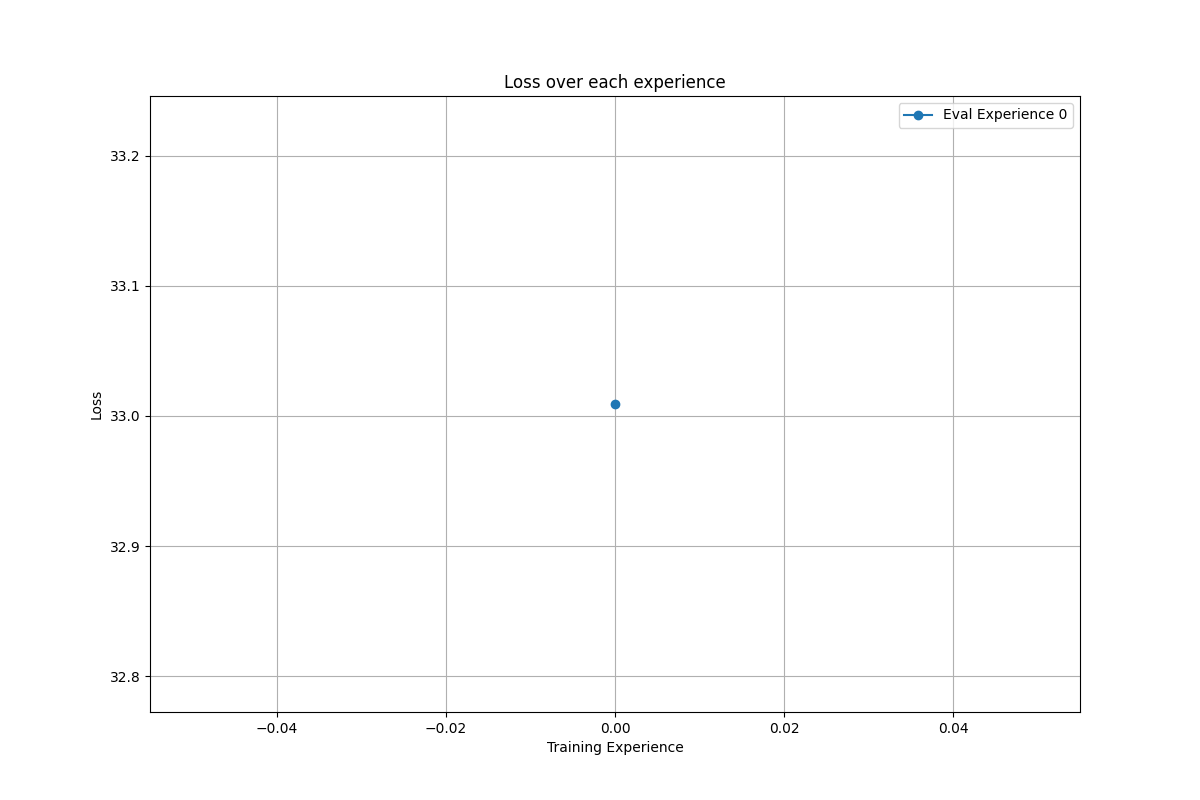 Loss over each experience
Eval Experience 0
33.2
33.1
33.0
32.9
32.8
Loss
−0.04
−0.02
0.00
0.02
0.04
Training Experience